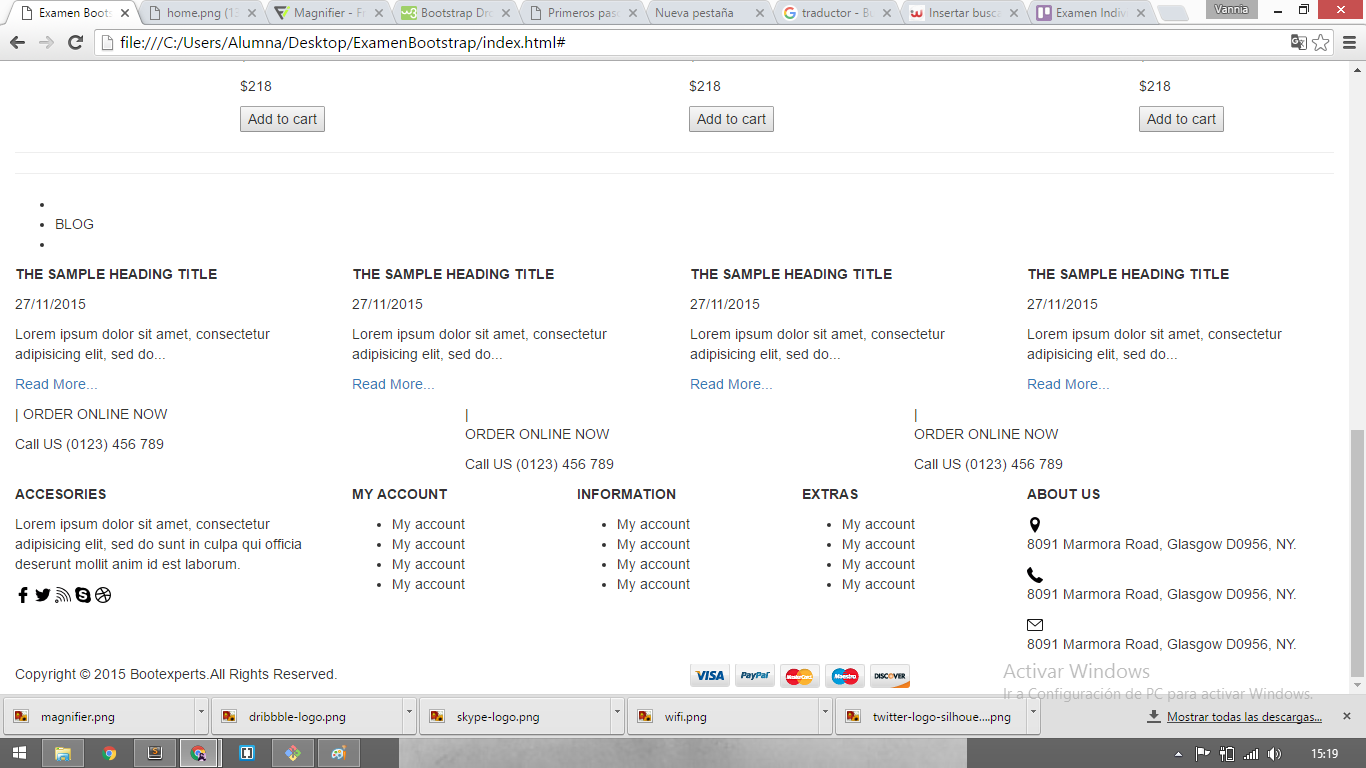 Examen Boots
home.png (13
Magnifier - F
Bootstrap Dro
Primeros pas
Nueva pestaña
traductor - Bu
Insertar busca
Examen Indiv
Vannia
file:///C:/Users/Alumna/Desktop/ExamenBootstrap/index.html#
$218 $218 $218
Add to cart Add to cart Add to cart
BLOG
THE SAMPLE HEADING TITLE THE SAMPLE HEADING TITLE THE SAMPLE HEADING TITLE THE SAMPLE HEADING TITLE
27/11/2015 27/11/2015 27/11/2015 27/11/2015
Lorem ipsum dolor sit amet, consectetur Lorem ipsum dolor sit amet, consectetur Lorem ipsum dolor sit amet, consectetur Lorem ipsum dolor sit amet, consectetur
adipisicing elit, sed do... adipisicing elit, sed do... adipisicing elit, sed do... adipisicing elit, sed do...
Read More... Read More... Read More... Read More...
| ORDER ONLINE NOW
Call US (0123) 456 789
|
ORDER ONLINE NOW
Call US (0123) 456 789
|
ORDER ONLINE NOW
Call US (0123) 456 789
ACCESORIES
Lorem ipsum dolor sit amet, consectetur
adipisicing elit, sed do sunt in culpa qui officia
deserunt mollit anim id est laborum.
MY ACCOUNT
My account
My account
My account
My account
INFORMATION
My account
My account
My account
My account
EXTRAS
My account
My account
My account
My account
ABOUT US
8091 Marmora Road, Glasgow D0956, NY.
8091 Marmora Road, Glasgow D0956, NY.
8091 Marmora Road, Glasgow D0956, NY.
Copyright © 2015 Bootexperts.All Rights Reserved.
VISA PayPal MasterCard Maestro DISCOVER
Activar Windows
Ir a Configuración de PC para activar Windows.
magnifier.png
dribbble-logo.png
skype-logo.png
wifi.png
twitter-logo-silhoue....png
Mostrar todas las descargas...
15:19